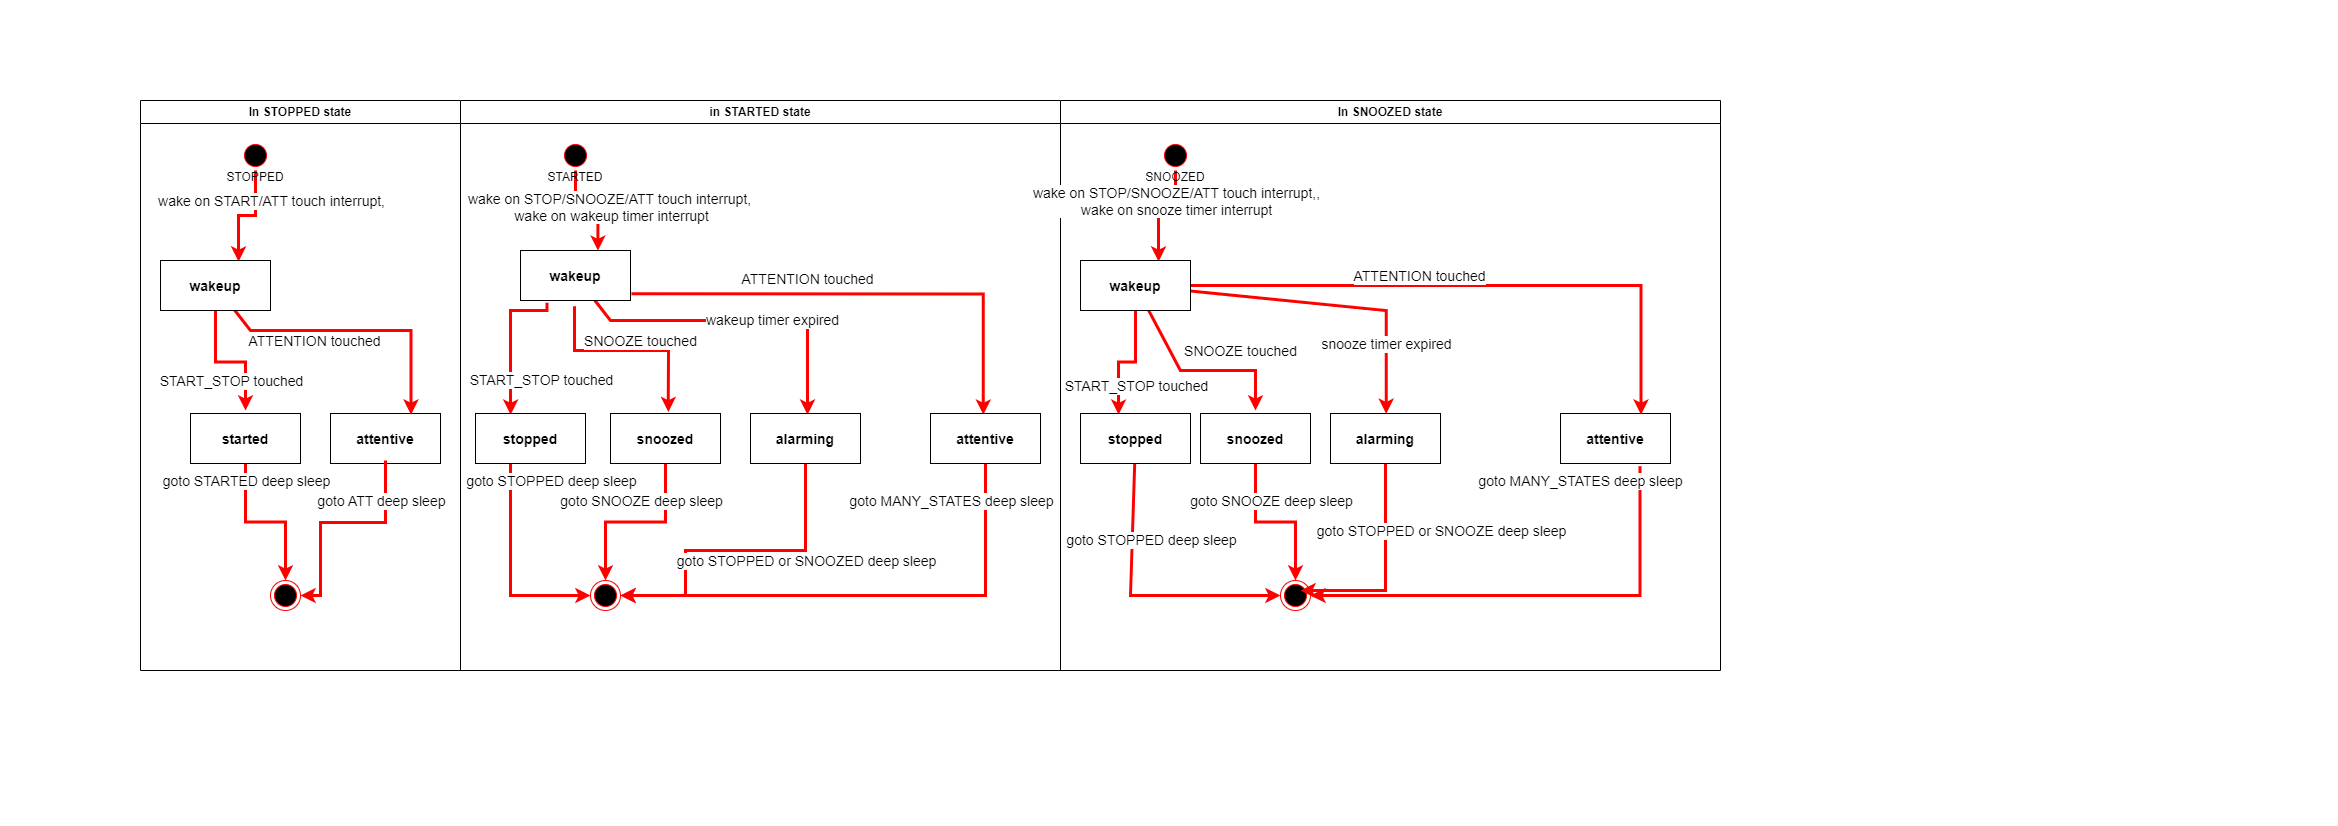 In STOPPED state
STOPPED
wake on START/ATT touch interrupt,
wakeup
ATTENTION touched
START_STOP touched
started
attentive
goto STARTED deep sleep
goto ATT deep sleep
in STARTED state
STARTED
wake on STOP/SNOOZE/ATT touch interrupt,
wake on wakeup timer interrupt
wakeup
ATTENTION touched
wakeup timer expired
SNOOZE touched
START_STOP touched
stopped
snoozed
alarming
attentive
goto STOPPED deep sleep
goto SNOOZE deep sleep
goto MANY_STATES deep sleep
goto STOPPED or SNOOZED deep sleep
In SNOOZED state
SNOOZED
wake on STOP/SNOOZE/ATT touch interrupt,,
wake on snooze timer interrupt
wakeup
ATTENTION touched
snooze timer expired
SNOOZE touched
START_STOP touched
stopped
snoozed
alarming
attentive
goto MANY_STATES deep sleep
goto SNOOZE deep sleep
goto STOPPED or SNOOZE deep sleep
goto STOPPED deep sleep